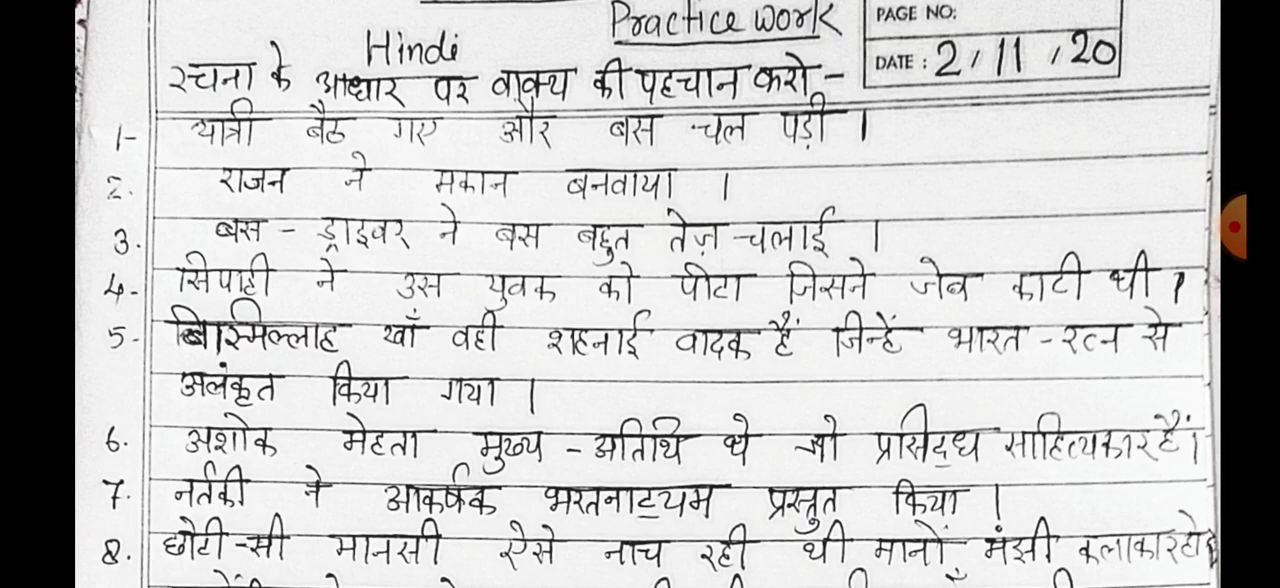 Practice work
PAGE NO:
Hindi
DATE : 2/11/20
रचना के आधार पर वाक्य की पहचान करो-
1- यात्री बैठ गए और बस चल पड़ी ।
2. राजन ने मकान बनवाया ।
3. बस - ड्राइवर ने बस बहुत तेज़ चलाई ।
4- सिपाही ने उस युवक को पीटा जिसने जेब काटी थी ।
5- बिस्मिल्लाह खाँ वही शहनाई वादक हैं जिन्हें भारत - रत्न से
अलंकृत किया गया ।
6. अशोक मेहता मुख्य - अतिथि थे जो प्रसिद्ध साहित्यकार हैं।
7. नर्तकी ने आकर्षक भरतनाट्यम प्रस्तुत किया ।
8. छोटी-सी मानसी ऐसे नाच रही थी मानों मंझी कलाकार हो